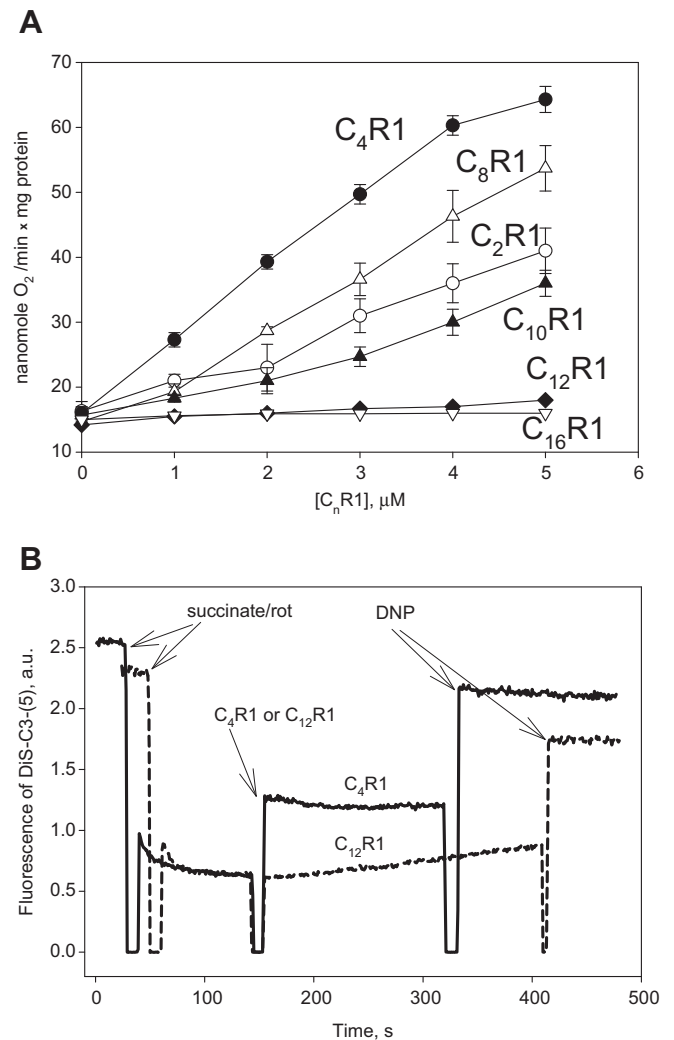 A
70
60
50
40
30
20
10
nanomole O₂ /min x mg protein
C₄R1
C₈R1
C₂R1
C₁₀R1
C₁₂R1
C₁₆R1
0 1 2 3 4 5 6
[CₙR1], μM
B
3.0
2.5
2.0
1.5
1.0
0.5
0.0
Fluorescence of DiS-C3-(5), a.u.
succinate/rot
DNP
C₄R1 or C₁₂R1
C₄R1
C₁₂R1
0 100 200 300 400 500
Time, s